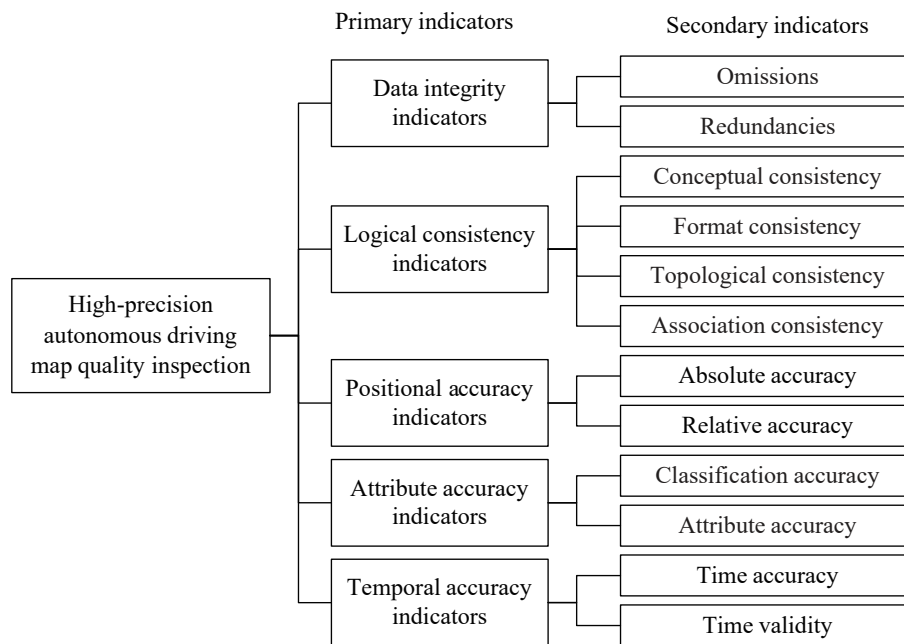 Primary indicators
Secondary indicators
High-precision
autonomous driving
map quality inspection
Data integrity
indicators
Omissions
Redundancies
Logical consistency
indicators
Conceptual consistency
Format consistency
Topological consistency
Association consistency
Positional accuracy
indicators
Absolute accuracy
Relative accuracy
Attribute accuracy
indicators
Classification accuracy
Attribute accuracy
Temporal accuracy
indicators
Time accuracy
Time validity